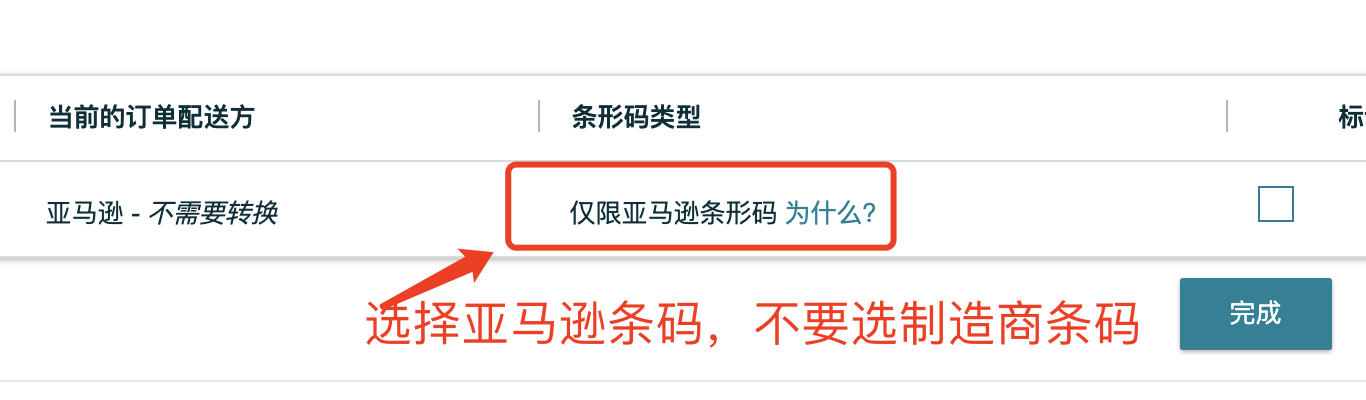 当前的订单配送方 条形码类型
亚马逊 - 不需要转换 仅限亚马逊条形码 为什么?
选择亚马逊条码，不要选制造商条码
完成